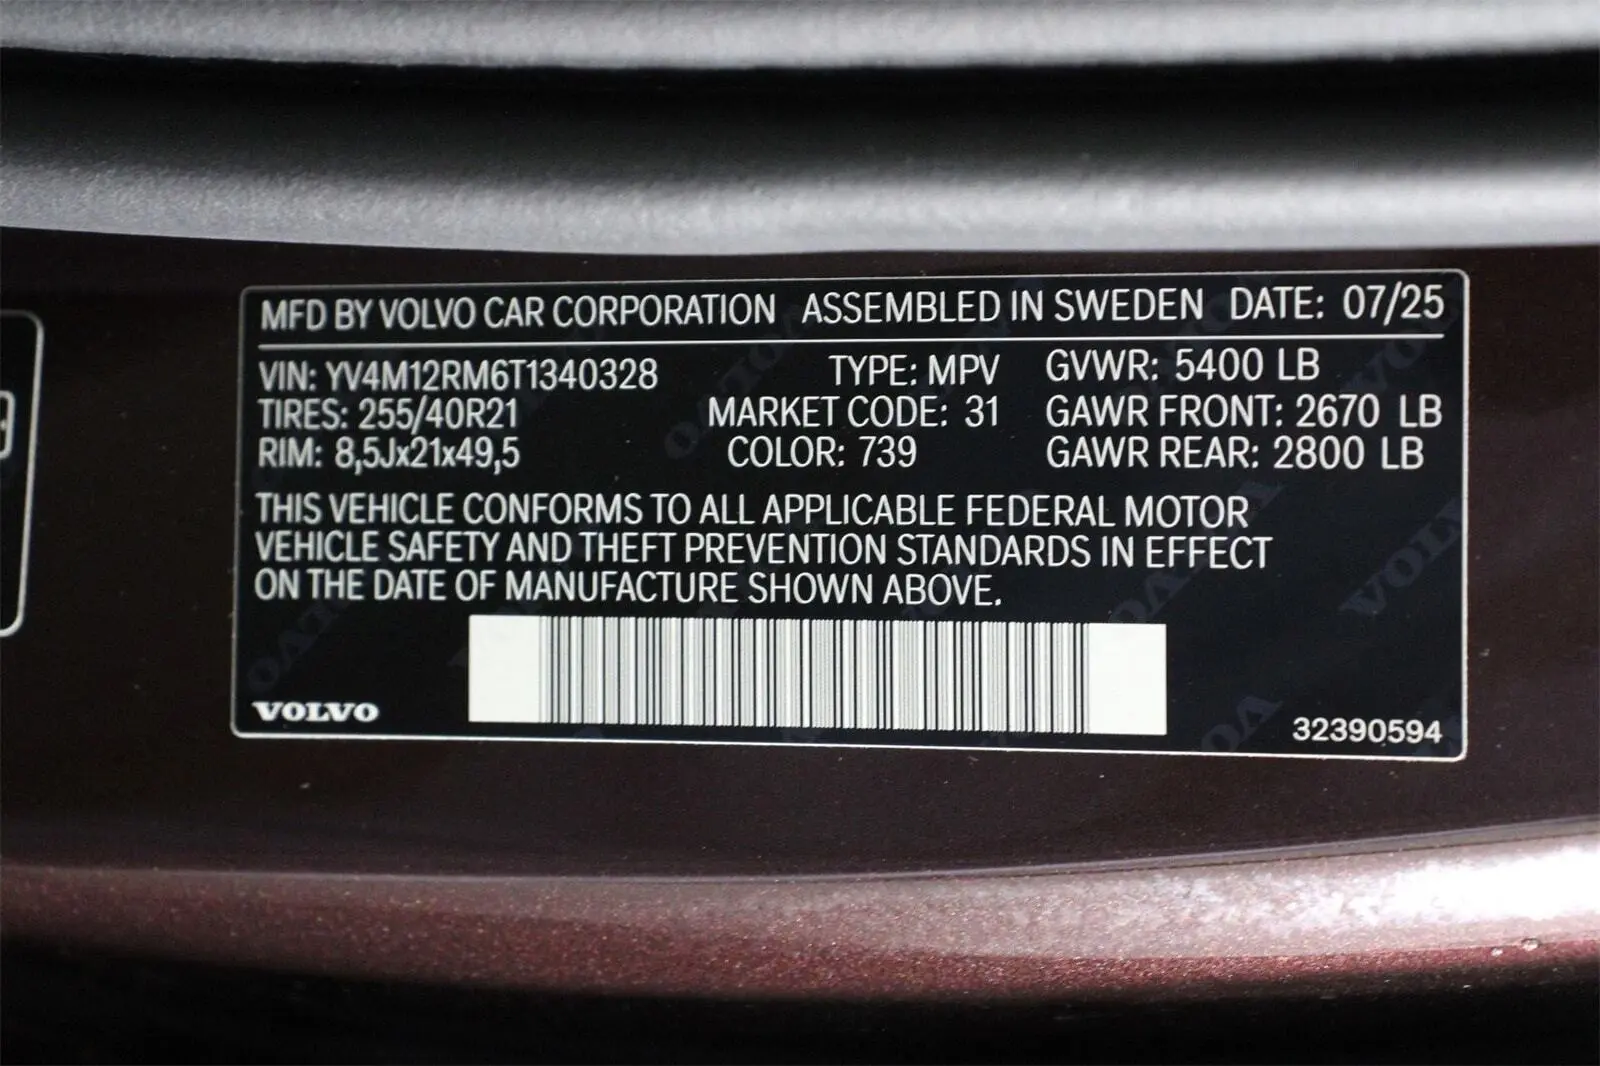 MFD BY VOLVO CAR CORPORATION ASSEMBLED IN SWEDEN DATE: 07/25
VIN: YV4M12RM6T1340328 TYPE: MPV GVWR: 5400 LB
TIRES: 255/40R21 MARKET CODE: 31 GAWR FRONT: 2670 LB
RIM: 8,5Jx21x49,5 COLOR: 739 GAWR REAR: 2800 LB
THIS VEHICLE CONFORMS TO ALL APPLICABLE FEDERAL MOTOR
VEHICLE SAFETY AND THEFT PREVENTION STANDARDS IN EFFECT
ON THE DATE OF MANUFACTURE SHOWN ABOVE.
VOLVO 32390594